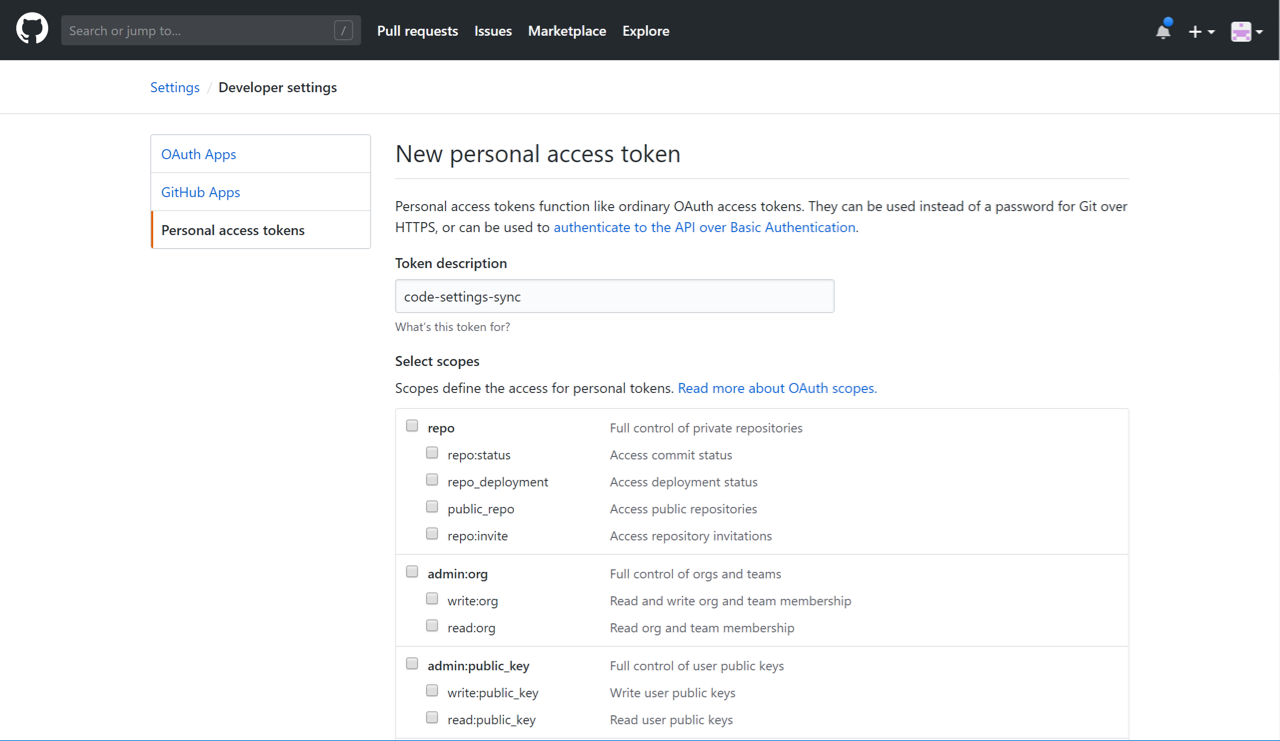 Search or jump to... /
Pull requests Issues Marketplace Explore
Settings / Developer settings
OAuth Apps
GitHub Apps
Personal access tokens
New personal access token
Personal access tokens function like ordinary OAuth access tokens. They can be used instead of a password for Git over
HTTPS, or can be used to authenticate to the API over Basic Authentication.
Token description
code-settings-sync
What's this token for?
Select scopes
Scopes define the access for personal tokens. Read more about OAuth scopes.
repo Full control of private repositories
repo:status Access commit status
repo_deployment Access deployment status
public_repo Access public repositories
repo:invite Access repository invitations
admin:org Full control of orgs and teams
write:org Read and write org and team membership
read:org Read org and team membership
admin:public_key Full control of user public keys
write:public_key Write user public keys
read:public_key Read user public keys